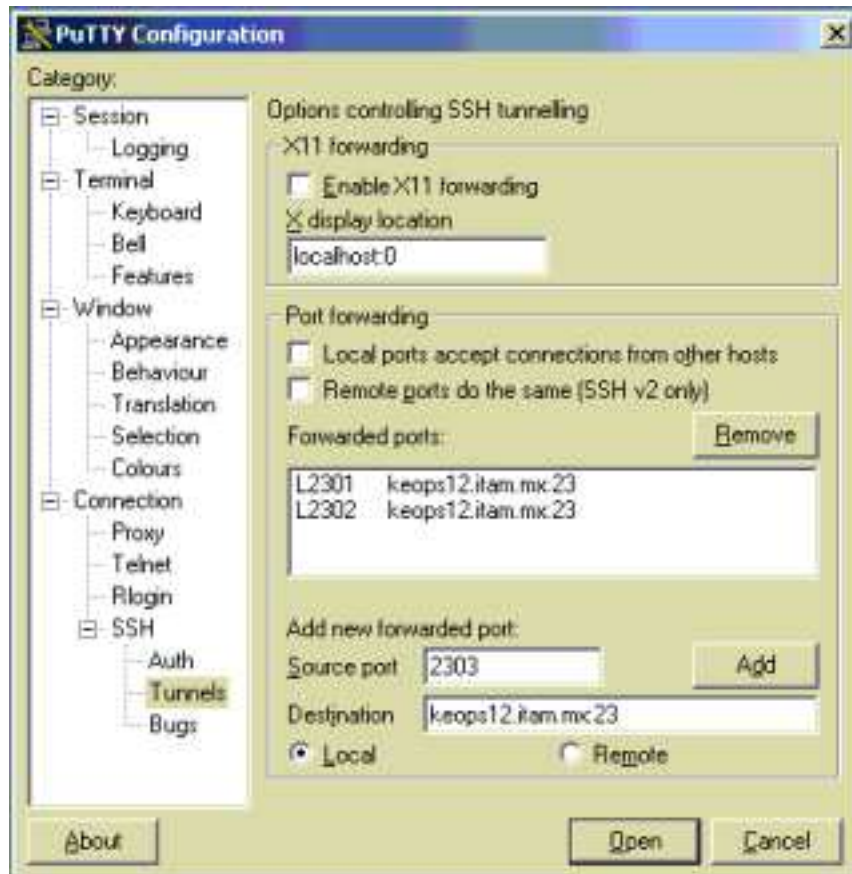 PuTTY Configuration
Category:
Session
Logging
Terminal
Keyboard
Bell
Features
Window
Appearance
Behaviour
Translation
Selection
Colours
Connection
Proxy
Telnet
Rlogin
SSH
Auth
Tunnels
Bugs
Options controlling SSH tunnelling
X11 forwarding
Enable X11 forwarding
X display location
localhost:0
Port forwarding
Local ports accept connections from other hosts
Remote ports do the same (SSH v2 only)
Forwarded ports:
Remove
L2301 keops12.itam.mx:23
L2302 keops12.itam.mx:23
Add new forwarded port:
Source port 2303 Add
Destination keops12.itam.mx:23
Local Remote
About Open Cancel